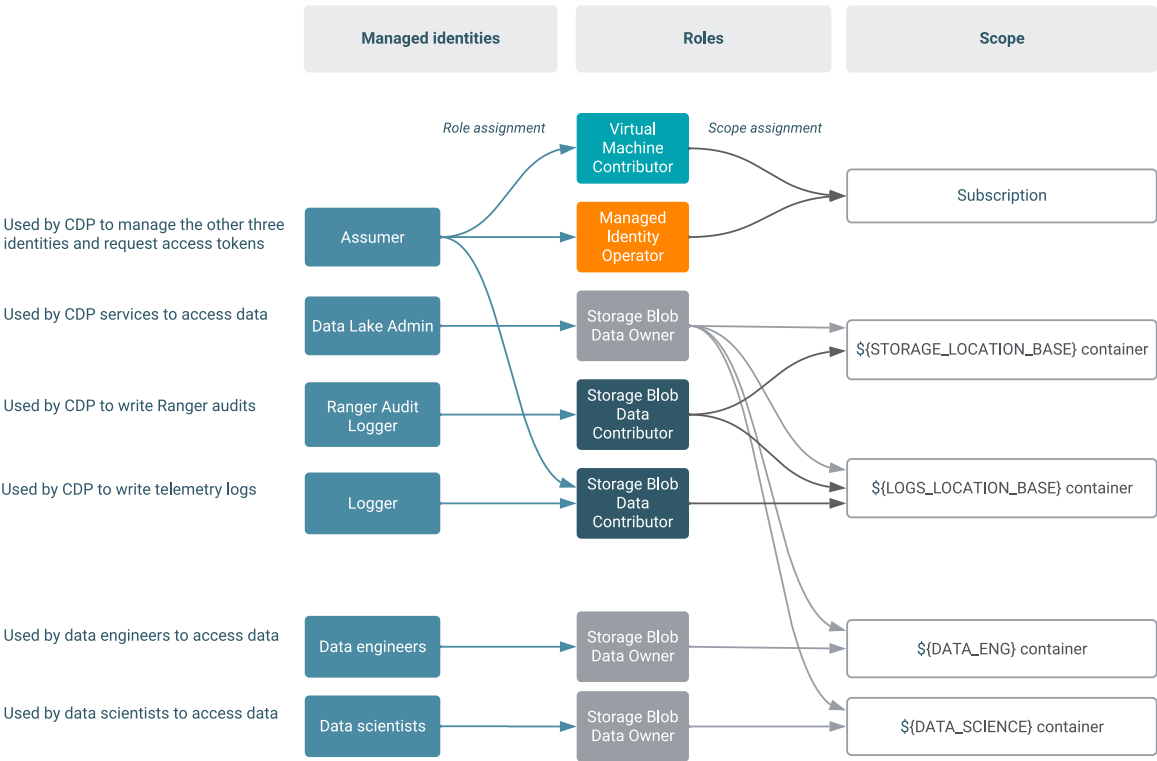 Managed identities
Roles
Scope
Role assignment
Scope assignment
Virtual
Machine
Contributor
Subscription
Used by CDP to manage the other three
identities and request access tokens
Assumer
Managed
Identity
Operator
Used by CDP services to access data
Data Lake Admin
Storage Blob
Data Owner
${STORAGE_LOCATION_BASE} container
Used by CDP to write Ranger audits
Ranger Audit
Logger
Storage Blob
Data
Contributor
Used by CDP to write telemetry logs
Logger
Storage Blob
Data
Contributor
${LOGS_LOCATION_BASE} container
Used by data engineers to access data
Data engineers
Storage Blob
Data Owner
${DATA_ENG} container
Used by data scientists to access data
Data scientists
Storage Blob
Data Owner
${DATA_SCIENCE} container